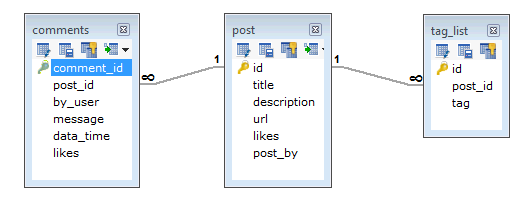 comments
comment_id
post_id
by_user
message
data_time
likes
∞
1
post
id
title
description
url
likes
post_by
1
∞
tag_list
id
post_id
tag